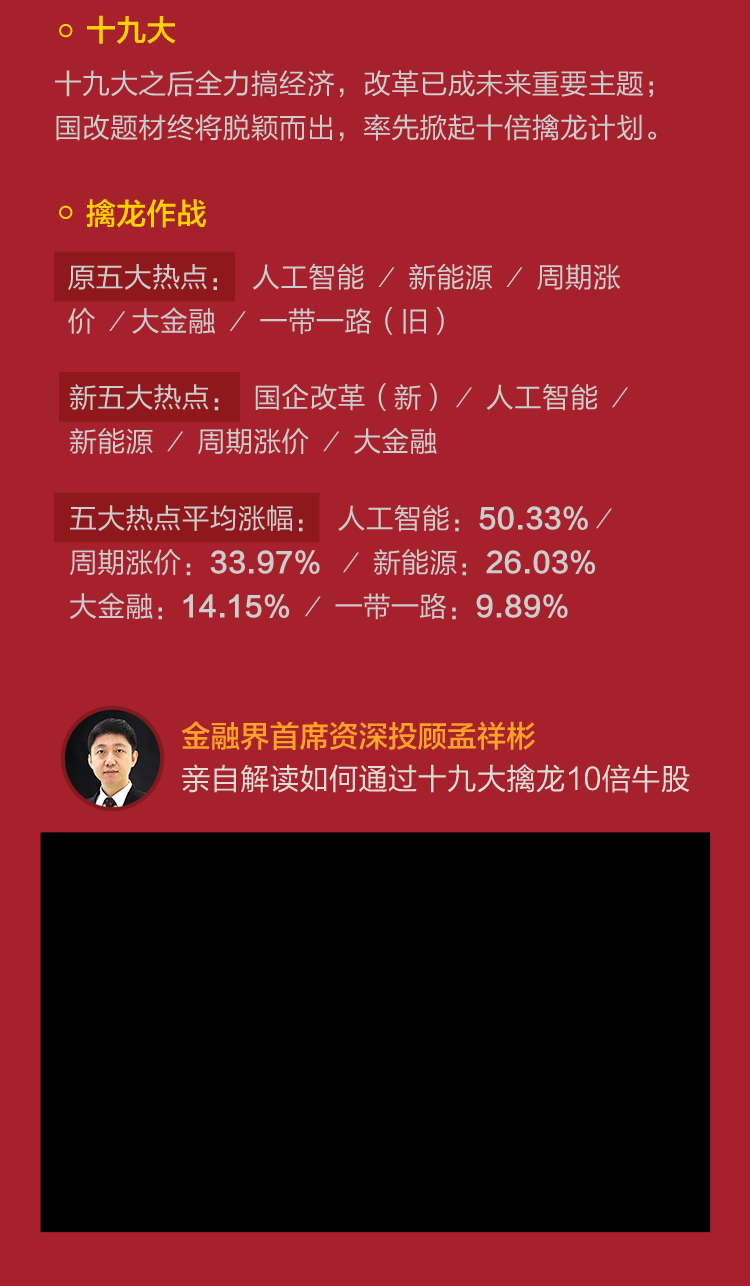 十九大
十九大之后全力搞经济，改革已成未来重要主题；
国改题材终将脱颖而出，率先掀起十倍擒龙计划。
擒龙作战
原五大热点： 人工智能 / 新能源 / 周期涨
价 / 大金融 / 一带一路（旧）
新五大热点： 国企改革（新） / 人工智能 /
新能源 / 周期涨价 / 大金融
五大热点平均涨幅： 人工智能：50.33% /
周期涨价：33.97% / 新能源：26.03%
大金融：14.15% / 一带一路：9.89%
金融界首席资深投顾孟祥彬
亲自解读如何通过十九大擒龙10倍牛股